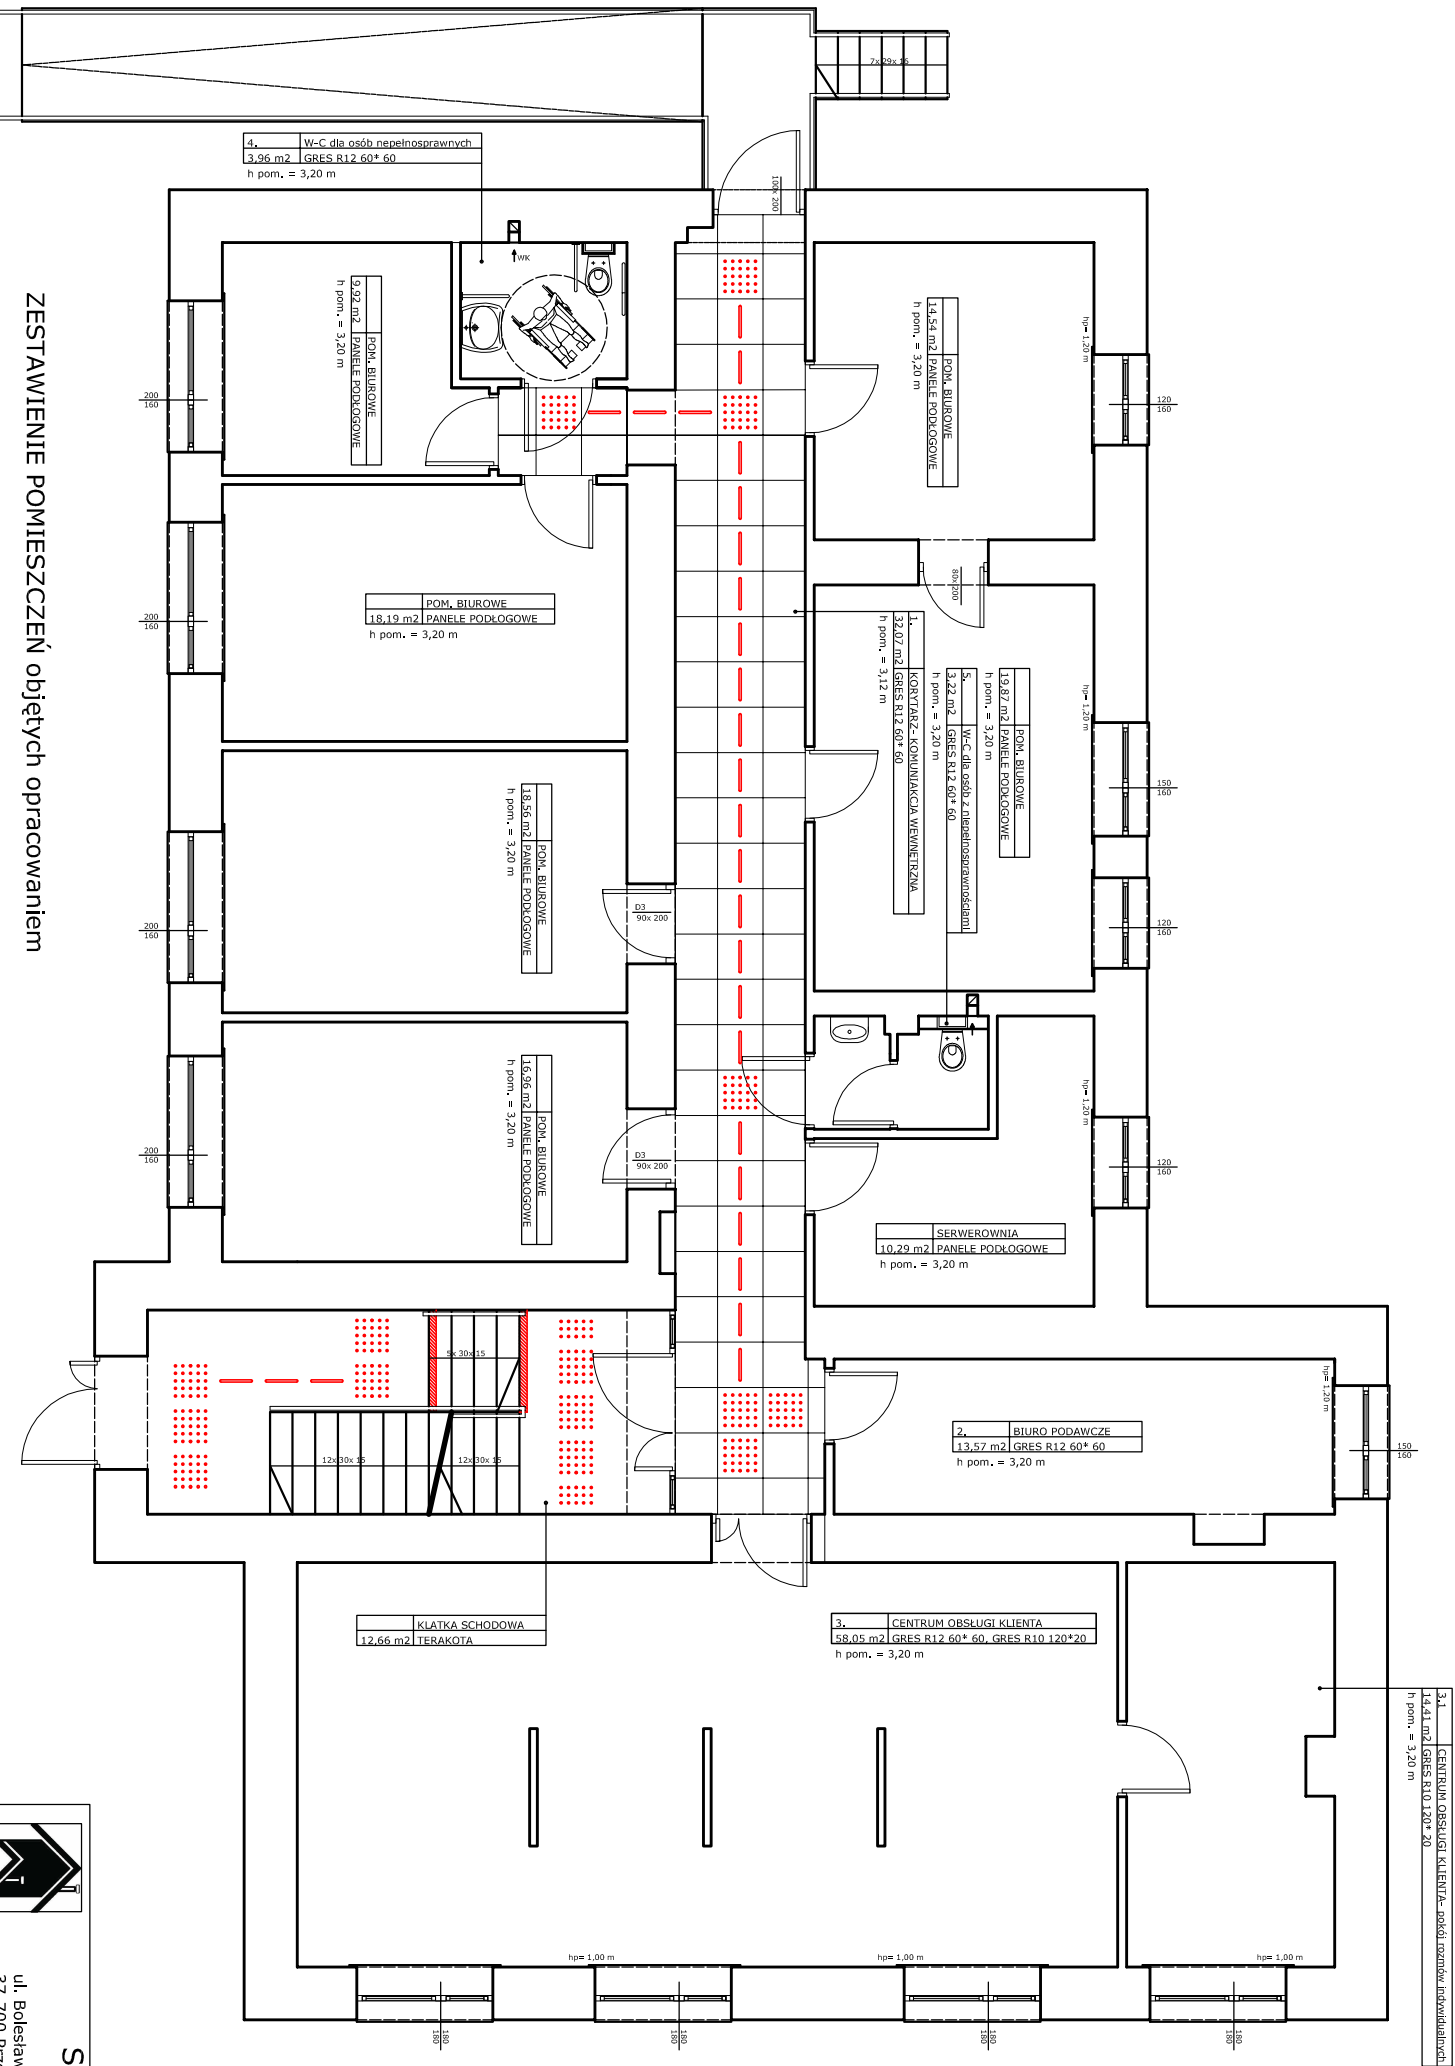 7x 29x 16
4. W-C dla osób nepełnosprawnych
3,96 m2 GRES R12 60* 60
h pom. = 3,20 m
100x 200
WK
POM. BIUROWE
9,92 m2 PANELE PODŁOGOWE
h pom. = 3,20 m
POM. BIUROWE
14,54 m2 PANELE PODŁOGOWE
h pom. = 3,20 m
hp= 1,20 m
200
160
120
160
ZESTAWIENIE POMIESZCZEŃ objętych opracowaniem
80x 200
POM. BIUROWE
18,19 m2 PANELE PODŁOGOWE
h pom. = 3,20 m
200
160
1. KORYTARZ- KOMUNIAKCJA WEWNĘTRZNA
32,07 m2 GRES R12 60* 60
h pom. = 3,12 m
5. W-C dla osób z niepełnosprawnościami
3,22 m2 GRES R12 60* 60
h pom. = 3,20 m
POM. BIUROWE
19,87 m2 PANELE PODŁOGOWE
h pom. = 3,20 m
hp= 1,20 m
150
160
POM. BIUROWE
18,56 m2 PANELE PODŁOGOWE
h pom. = 3,20 m
D3
90x 200
200
160
120
160
POM. BIUROWE
16,96 m2 PANELE PODŁOGOWE
h pom. = 3,20 m
D3
90x 200
200
160
hp= 1,20 m
120
160
SERWEROWNIA
10,29 m2 PANELE PODŁOGOWE
h pom. = 3,20 m
5x 30x 15
12x 30x 15
12x 30x 15
hp= 1,20 m
2. BIURO PODAWCZE
13,57 m2 GRES R12 60* 60
h pom. = 3,20 m
150
160
KLATKA SCHODOWA
12,66 m2 TERAKOTA
3. CENTRUM OBSŁUGI KLIENTA
58,05 m2 GRES R12 60* 60, GRES R10 120*20
h pom. = 3,20 m
3.1 CENTRUM OBSŁUGI KLIENTA- pokój rozmów indywidualnych
14,41 m2 GRES R10 120* 20
h pom. = 3,20 m
hp= 1,00 m
hp= 1,00 m
hp= 1,00 m
180
180
180
180
180
180
180
180
S
ul. Bolesław
37-700 Prze